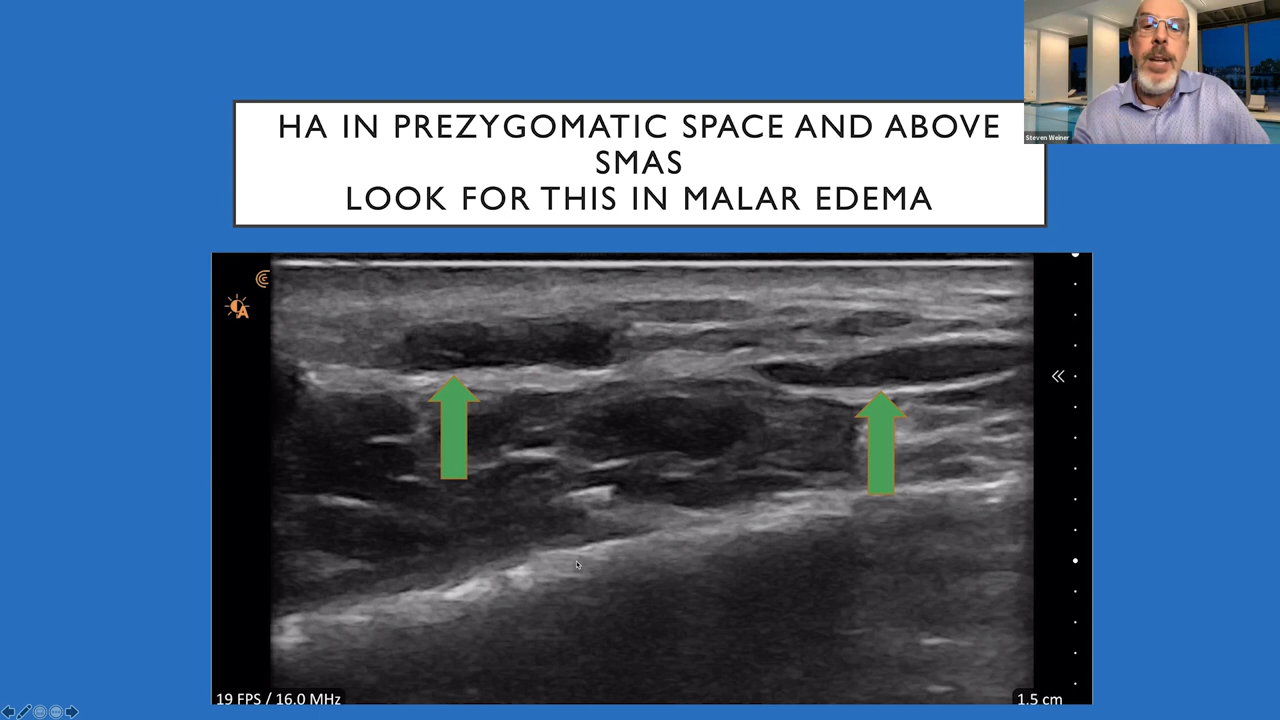 HA IN PREZYGOMATIC SPACE AND ABOVE
SMAS
LOOK FOR THIS IN MALAR EDEMA
Steven Weiner
A
19 FPS / 16.0 MHz
1.5 cm